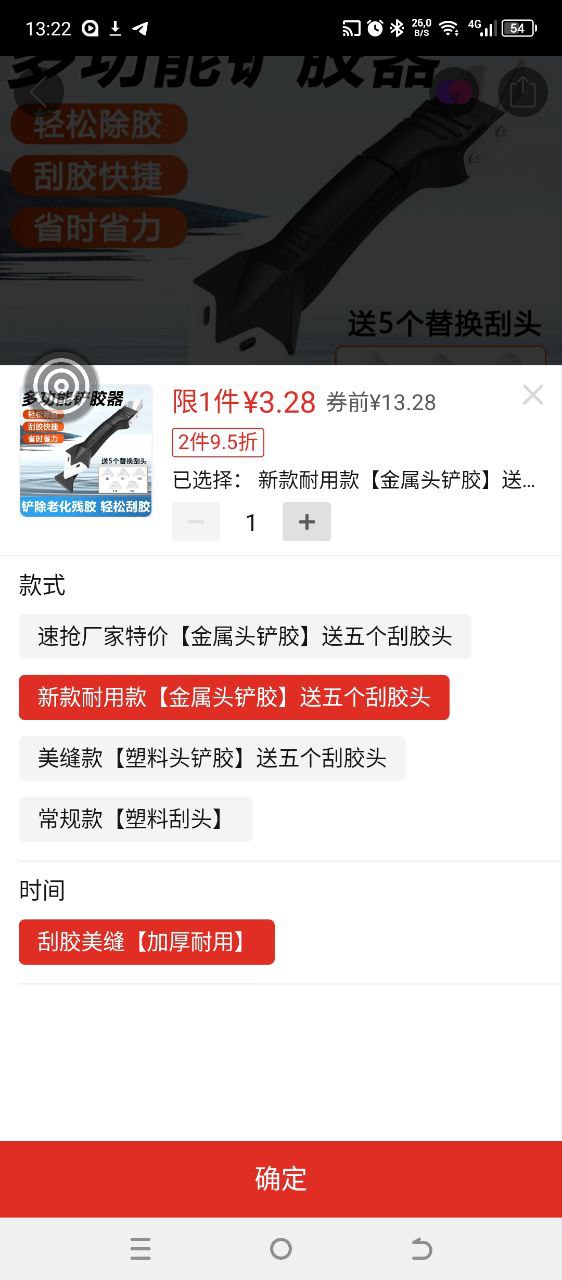 13:22
26,0
B/S
4G
54
多功能铲胶器
轻松除胶
刮胶快捷
省时省力
送5个替换刮头
多功能铲胶器
轻松除胶
刮胶快捷
省时省力
送5个替换刮头
铲除老化残胶 轻松刮胶
限1件¥3.28 券前¥13.28
2件9.5折
已选择： 新款耐用款【金属头铲胶】送...
1
款式
速抢厂家特价【金属头铲胶】送五个刮胶头
新款耐用款【金属头铲胶】送五个刮胶头
美缝款【塑料头铲胶】送五个刮胶头
常规款【塑料刮头】
时间
刮胶美缝【加厚耐用】
确定